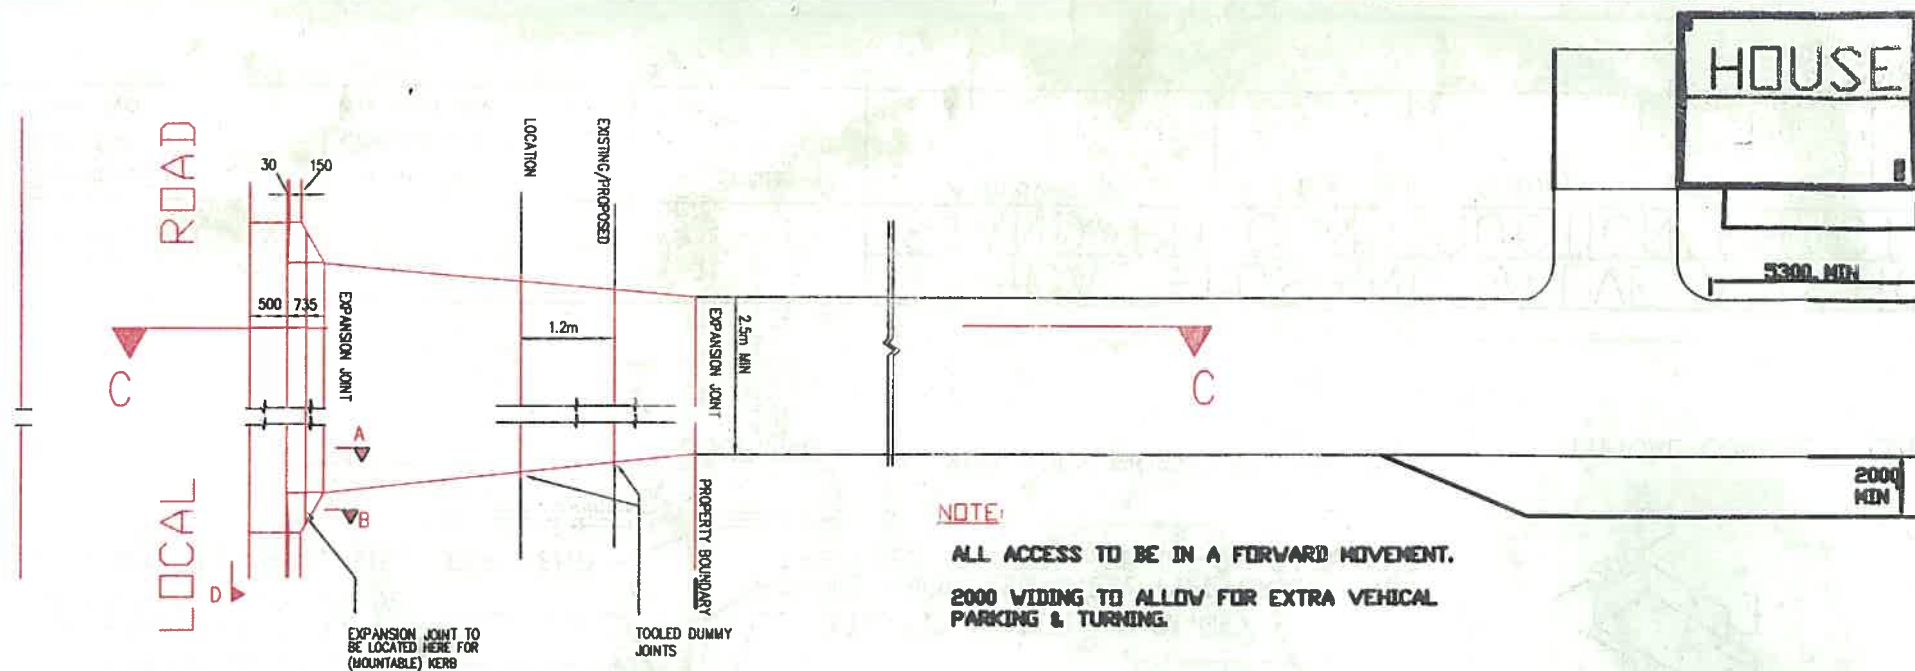 HOUSE
LOCAL ROAD
30
150
LOCATION
EXISTING/PROPOSED
5300. MIN
500
735
EXPANSION JOINT
1.2m
EXPANSION JOINT
2.5m MIN
C
C
A
B
D
PROPERTY BOUNDARY
2000
MIN
NOTE:
ALL ACCESS TO BE IN A FORWARD MOVEMENT.
2000 WIDING TO ALLOW FOR EXTRA VEHICAL
PARKING & TURNING.
EXPANSION JOINT TO
BE LOCATED HERE FOR
(MOUNTABLE) KERB
TOOLED DUMMY
JOINTS